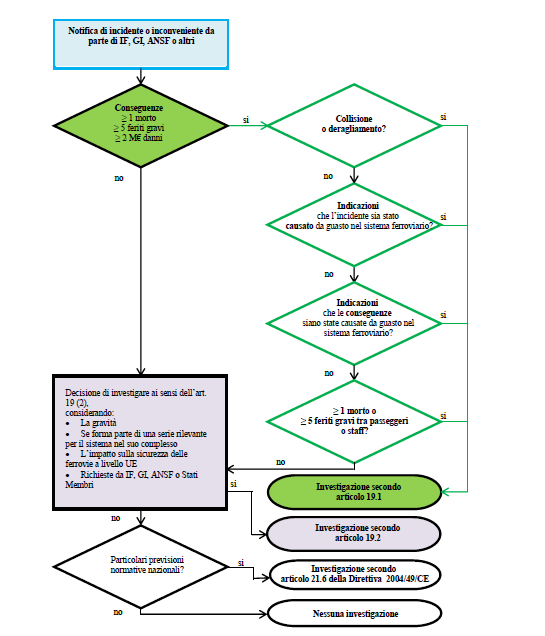 Notifica di incidente o inconveniente da
parte di IF, GI, ANSF o altri
Conseguenze
≥ 1 morto
≥ 5 feriti gravi
≥ 2 M€ danni
si
no
Collisione
o deragliamento?
si
no
Indicazioni
che l'incidente sia stato
causato da guasto nel sistema ferroviario?
si
no
Indicazioni
che le conseguenze
siano state causate da guasto nel
sistema ferroviario?
si
no
≥ 1 morto o
≥ 5 feriti gravi tra passeggeri
o staff?
si
no
Decisione di investigare ai sensi dell'art.
19 (2),
considerando:
• La gravità
• Se forma parte di una serie rilevante
per il sistema nel suo complesso
• L'impatto sulla sicurezza delle
ferrovie a livello UE
• Richieste da IF, GI, ANSF o Stati
Membri
si
no
Investigazione secondo
articolo 19.1
Investigazione secondo
articolo 19.2
Particolari previsioni
normative nazionali?
si
no
Investigazione secondo
articolo 21.6 della Direttiva 2004/49/CE
Nessuna investigazione